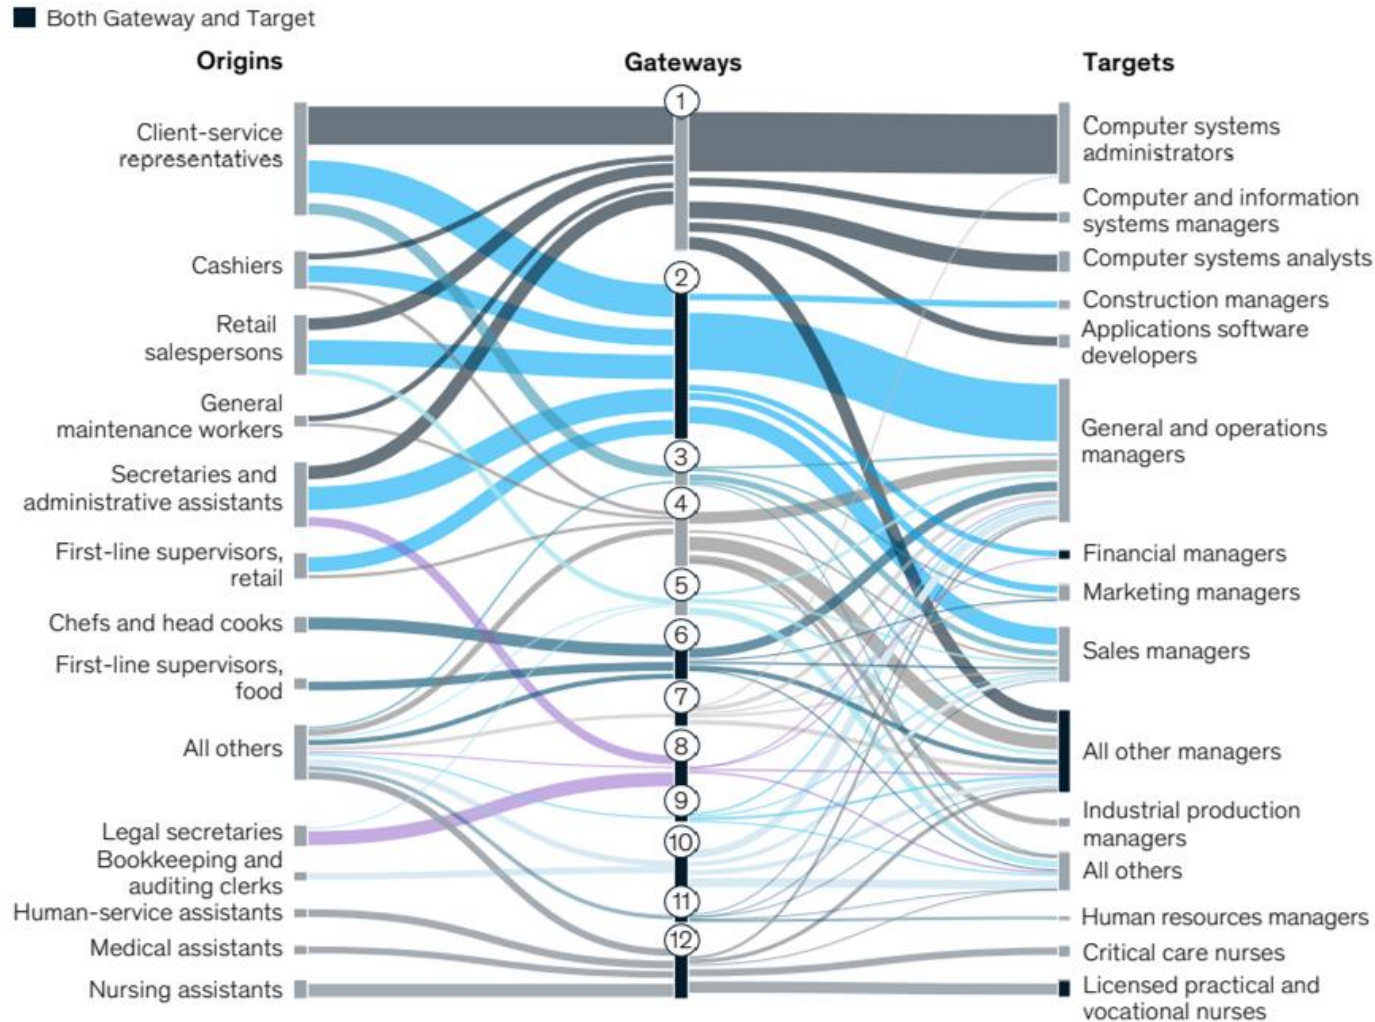 Both Gateway and Target
Origins
Gateways
Targets
Client-service
representatives
Cashiers
Retail
salespersons
General
maintenance workers
Secretaries and
administrative assistants
First-line supervisors,
retail
Chefs and head cooks
First-line supervisors,
food
All others
Legal secretaries
Bookkeeping and
auditing clerks
Human-service assistants
Medical assistants
Nursing assistants
1
2
3
4
5
6
7
8
9
10
11
12
Computer systems
administrators
Computer and information
systems managers
Computer systems analysts
Construction managers
Applications software
developers
General and operations
managers
Financial managers
Marketing managers
Sales managers
All other managers
Industrial production
managers
All others
Human resources managers
Critical care nurses
Licensed practical and
vocational nurses